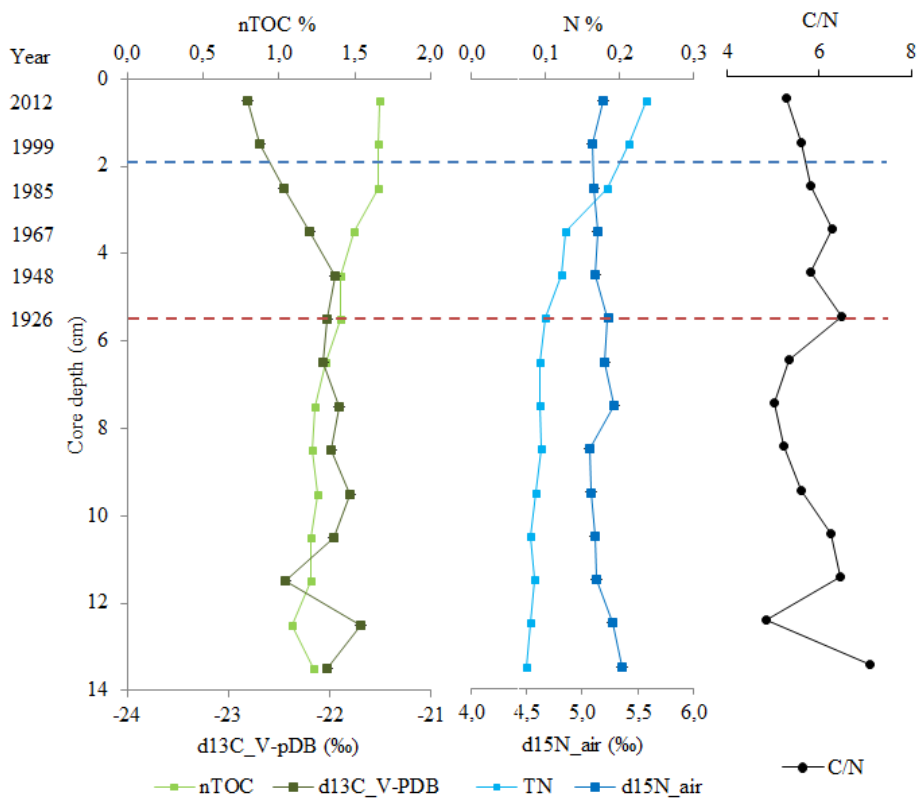 nTOC % N % C/N
0,0 0,5 1,0 1,5 2,0 0,0 0,1 0,2 0,3 4 6 8
Year
0
2012
1999
2
1985
1967
4
1948
1926
6
Core depth (cm)
8
10
12
14
-24 -23 -22 -21 4,0 4,5 5,0 5,5 6,0
d13C_V-pDB (‰) d15N_air (‰)
nTOC d13C_V-PDB TN d15N_air C/N